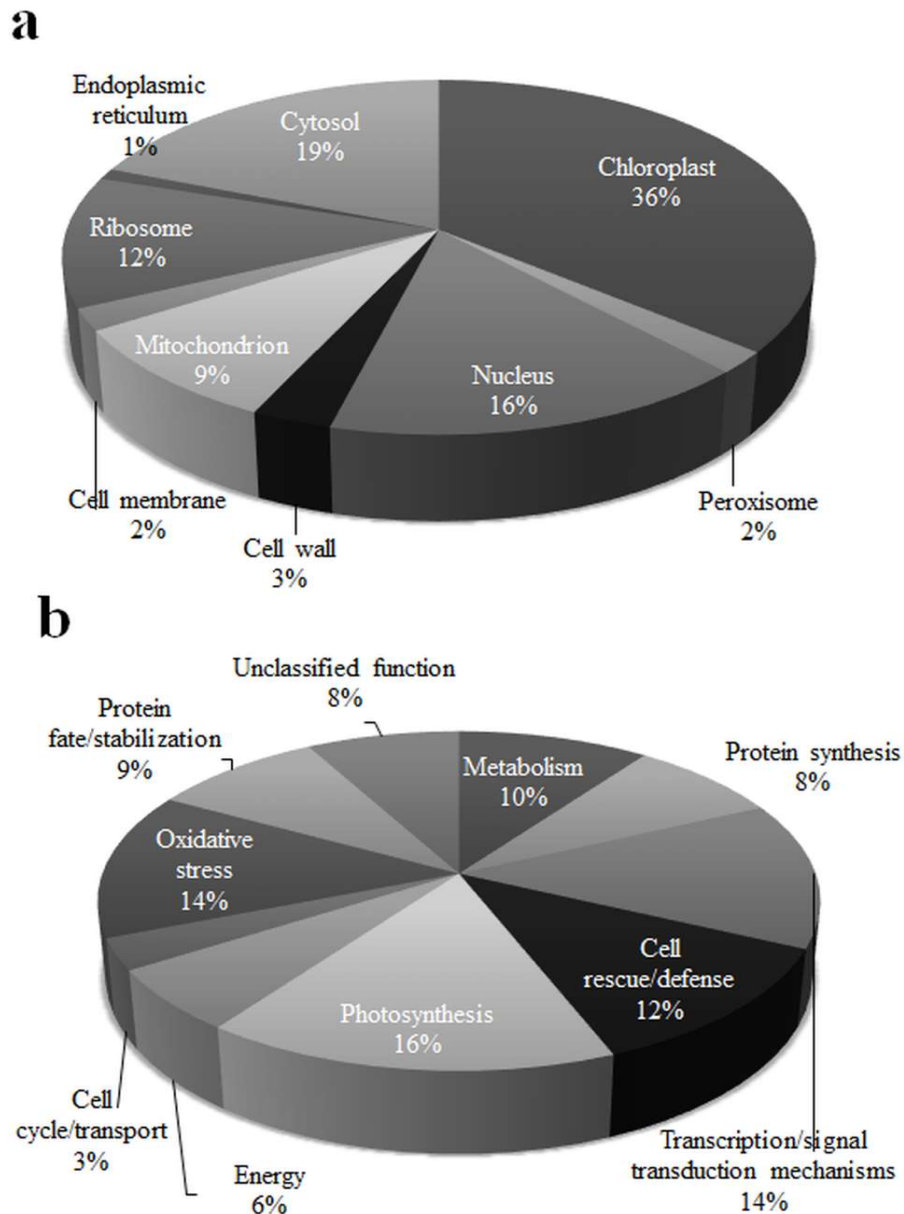 a
Endoplasmic
reticulum
1%
Cytosol
19%
Chloroplast
36%
Ribosome
12%
Mitochondrion
9%
Nucleus
16%
Cell membrane
2%
Cell wall
3%
Peroxisome
2%
b
Unclassified function
8%
Protein
fate/stabilization
9%
Metabolism
10%
Protein synthesis
8%
Oxidative
stress
14%
Cell
rescue/defense
12%
Photosynthesis
16%
Cell
cycle/transport
3%
Energy
6%
Transcription/signal
transduction mechanisms
14%